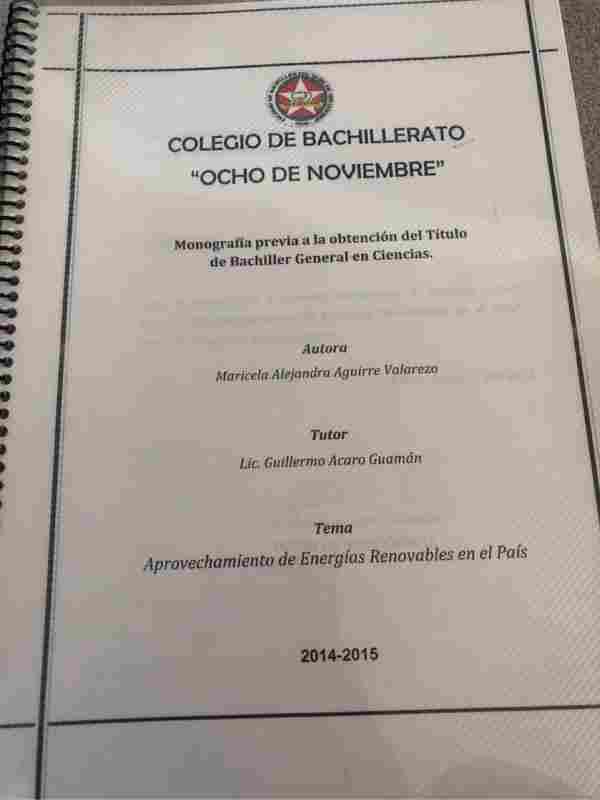 COLEGIO DE BACHILLERATO
“OCHO DE NOVIEMBRE”
Monografía previa a la obtención del Título
de Bachiller General en Ciencias.
Autora
Maricela Alejandra Aguirre Valarezo
Tutor
Lic. Guillermo Acaro Guamán
Tema
Aprovechamiento de Energías Renovables en el País
2014-2015